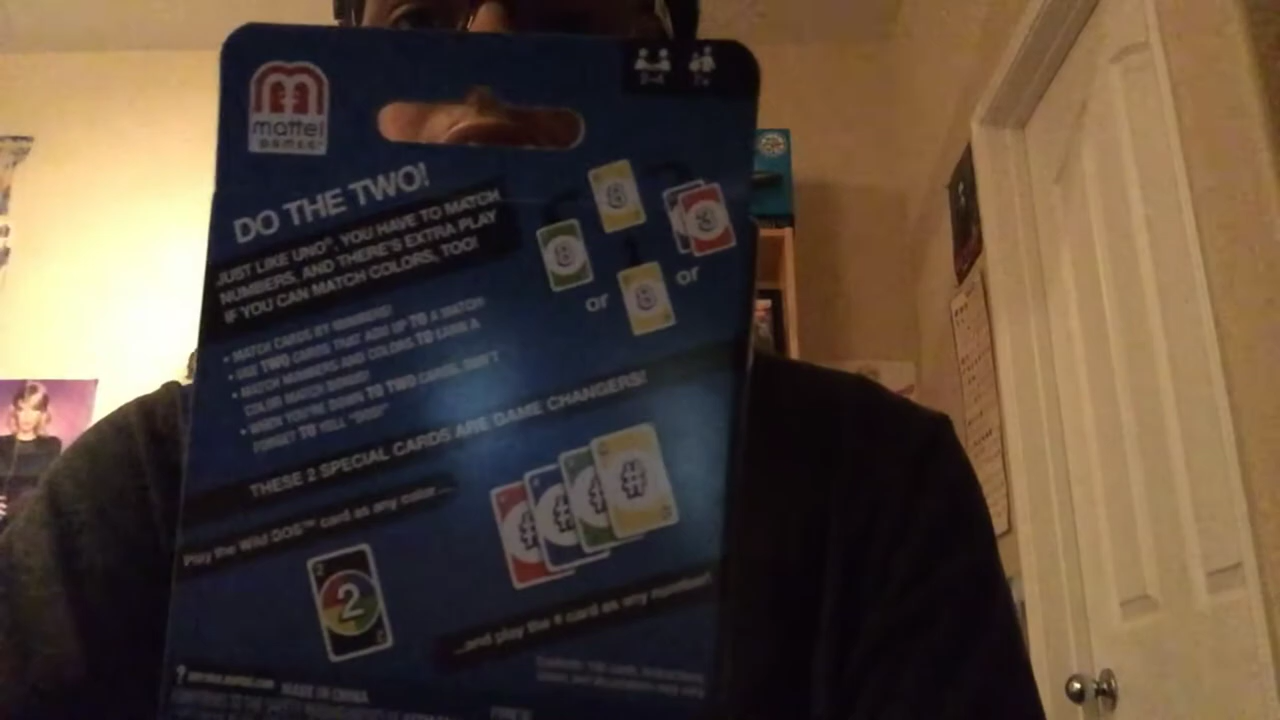 mattel
GAMES
DO THE TWO!
JUST LIKE UNO®, YOU HAVE TO MATCH
NUMBERS, AND THERE'S EXTRA PLAY
IF YOU CAN MATCH COLORS, TOO!
• MATCH CARDS BY NUMBERS!
• USE TWO CARDS THAT ADD UP TO A MATCH
• MATCH NUMBERS AND COLORS TO EARN A
COLOR MATCH BONUS!
• WHEN YOU'RE DOWN TO TWO CARDS, DON'T
FORGET TO YELL "DOS!"
or
or
THESE 2 SPECIAL CARDS ARE GAME CHANGERS!
Play the Wild DOS™ card as any color...
2
# # # #
...and play the # card as any number!
MADE IN CHINA